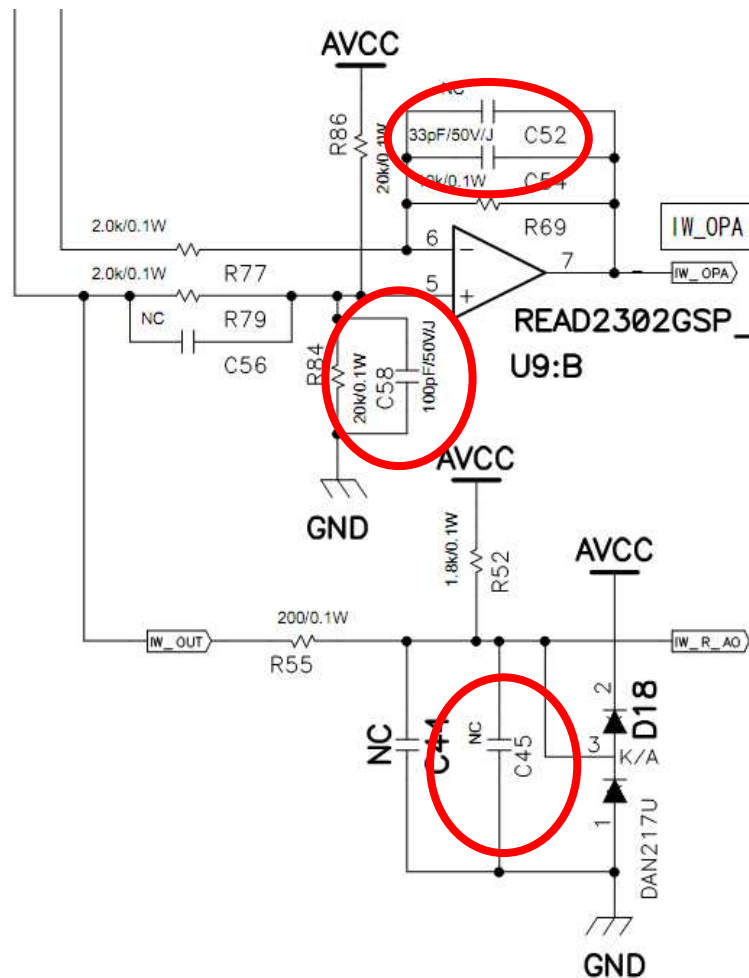 AVCC
NC
R86
20k/0.1W
33pF/50V/J
C52
C54
R69
2.0k/0.1W
6
−
IW_OPA
7
IW_OPA
2.0k/0.1W
R77
5
+
READ2302GSP_
U9:B
NC
R79
C56
R84
20k/0.1W
C58
100pF/50V/J
GND
AVCC
1.8k/0.1W
R52
AVCC
200/0.1W
IW_OUT
R55
IW_R_AO
NC
NC
C45
2
D18
3
K/A
1
DAN217U
GND